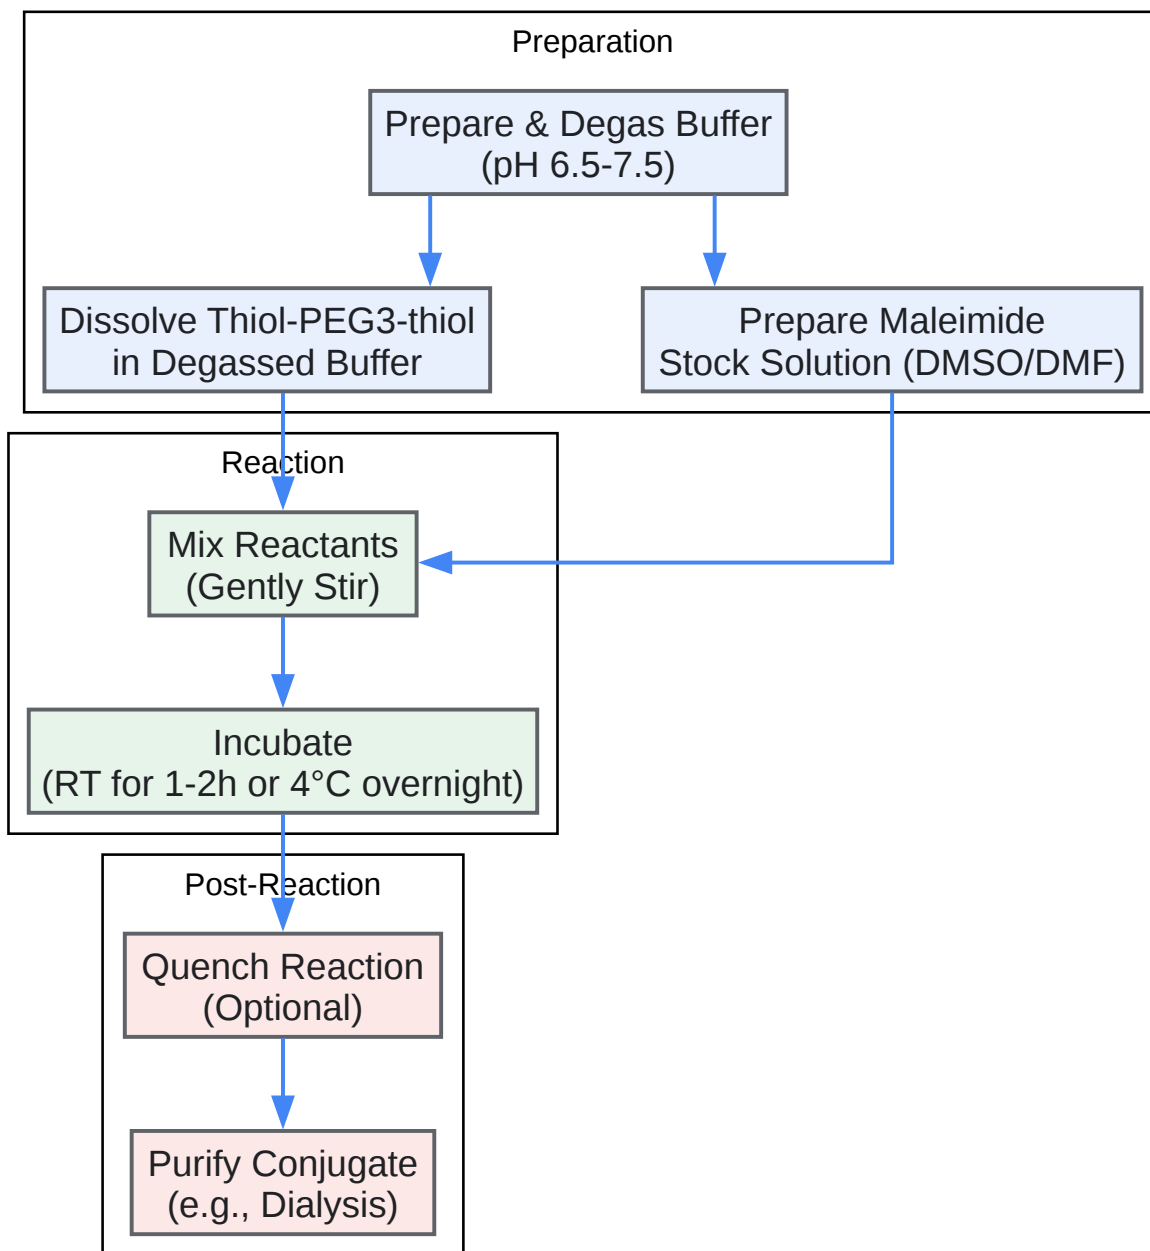 Preparation
Prepare & Degas Buffer
(pH 6.5-7.5)
Dissolve Thiol-PEG3-thiol
in Degassed Buffer
Prepare Maleimide
Stock Solution (DMSO/DMF)
Reaction
Mix Reactants
(Gently Stir)
Incubate
(RT for 1-2h or 4°C overnight)
Post-Reaction
Quench Reaction
(Optional)
Purify Conjugate
(e.g., Dialysis)